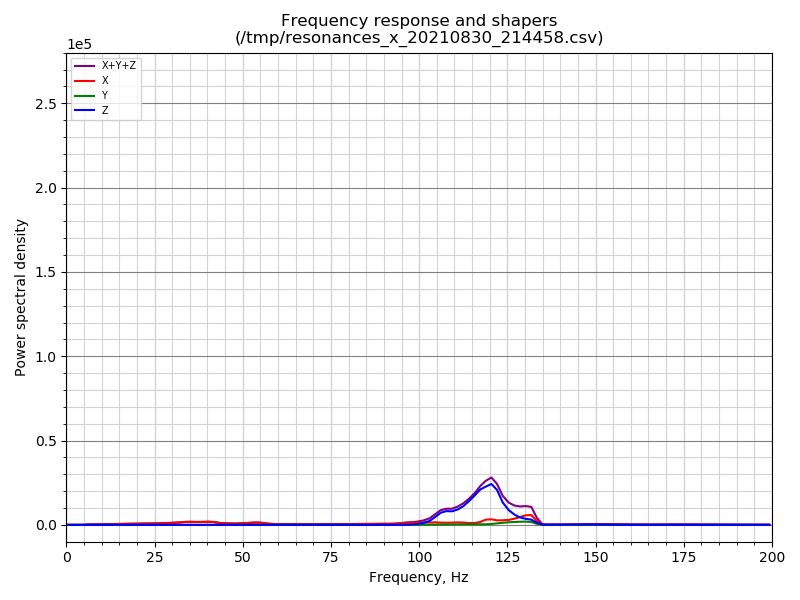 Frequency response and shapers
(/tmp/resonances_x_20210830_214458.csv)
1e5
X+Y+Z
X
Y
Z
2.5
2.0
1.5
1.0
0.5
0.0
Power spectral density
0 25 50 75 100 125 150 175 200
Frequency, Hz